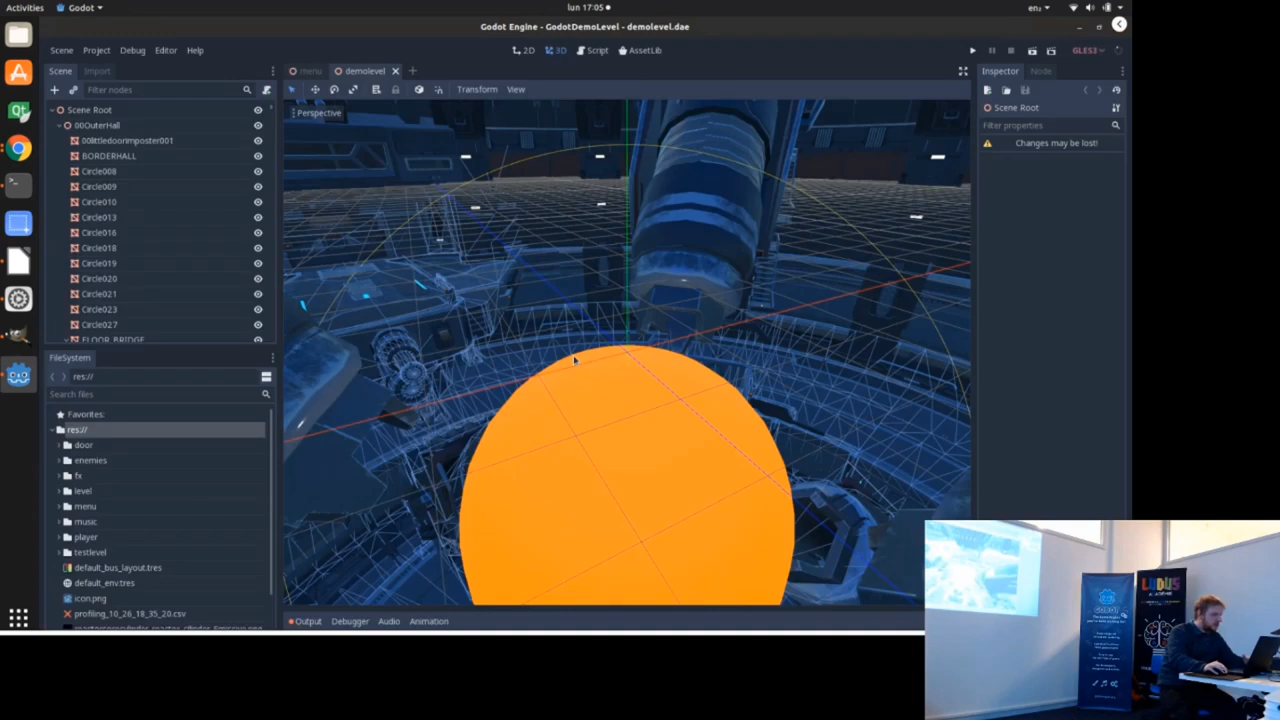 Activities Godot lun 17:05 en₂
Godot Engine - GodotDemoLevel - demolevel.dae
Scene Project Debug Editor Help 2D 3D Script AssetLib GLES3
Scene Import menu demolevel Inspector Node
Filter nodes Transform View
Scene Root Perspective Scene Root
00OuterHall Filter properties
00littledoorimposter001 Changes may be lost!
BORDERHALL
Circle008
Circle009
Circle010
Circle013
Circle016
Circle018
Circle019
Circle020
Circle021
Circle023
Circle027
FLOOR_BRIDGE
FileSystem
res://
Search files
Favorites:
res://
door
enemies
fx
level
menu
music
player
testlevel
default_bus_layout.tres
default_env.tres
icon.png
profiling_10_26_18_35_20.csv
Output Debugger Audio Animation
GODOT
LUDUS